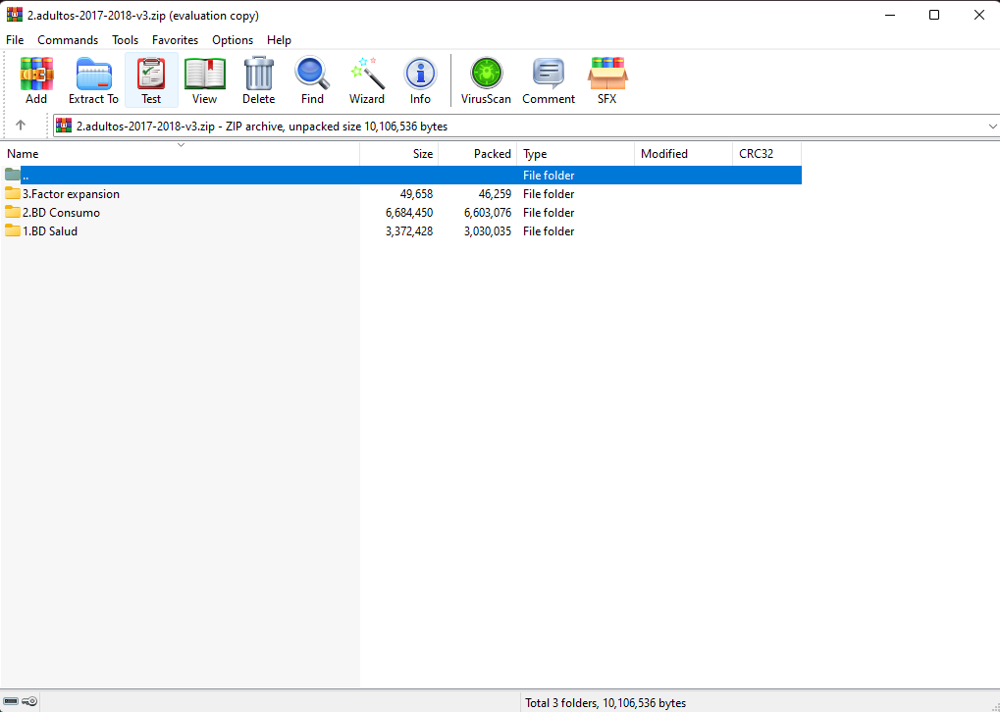 2.adultos-2017-2018-v3.zip (evaluation copy)
File Commands Tools Favorites Options Help
Add Extract To Test View Delete Find Wizard Info VirusScan Comment SFX
2.adultos-2017-2018-v3.zip - ZIP archive, unpacked size 10,106,536 bytes
Name Size Packed Type Modified CRC32
.. File folder
3.Factor expansion 49,658 46,259 File folder
2.BD Consumo 6,684,450 6,603,076 File folder
1.BD Salud 3,372,428 3,030,035 File folder
Total 3 folders, 10,106,536 bytes